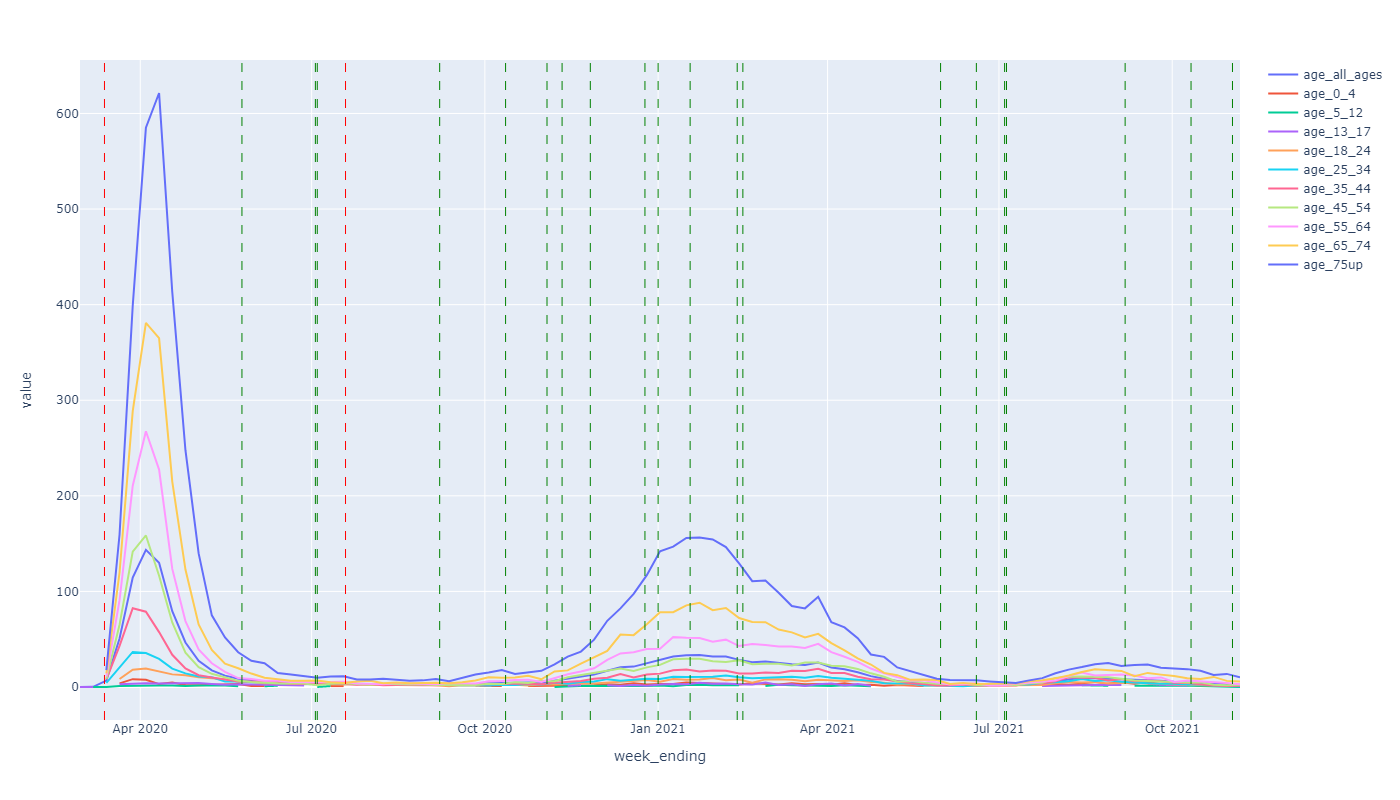 600
500
400
300
200
100
0
value
Apr 2020
Jul 2020
Oct 2020
Jan 2021
Apr 2021
Jul 2021
Oct 2021
week_ending
age_all_ages
age_0_4
age_5_12
age_13_17
age_18_24
age_25_34
age_35_44
age_45_54
age_55_64
age_65_74
age_75up